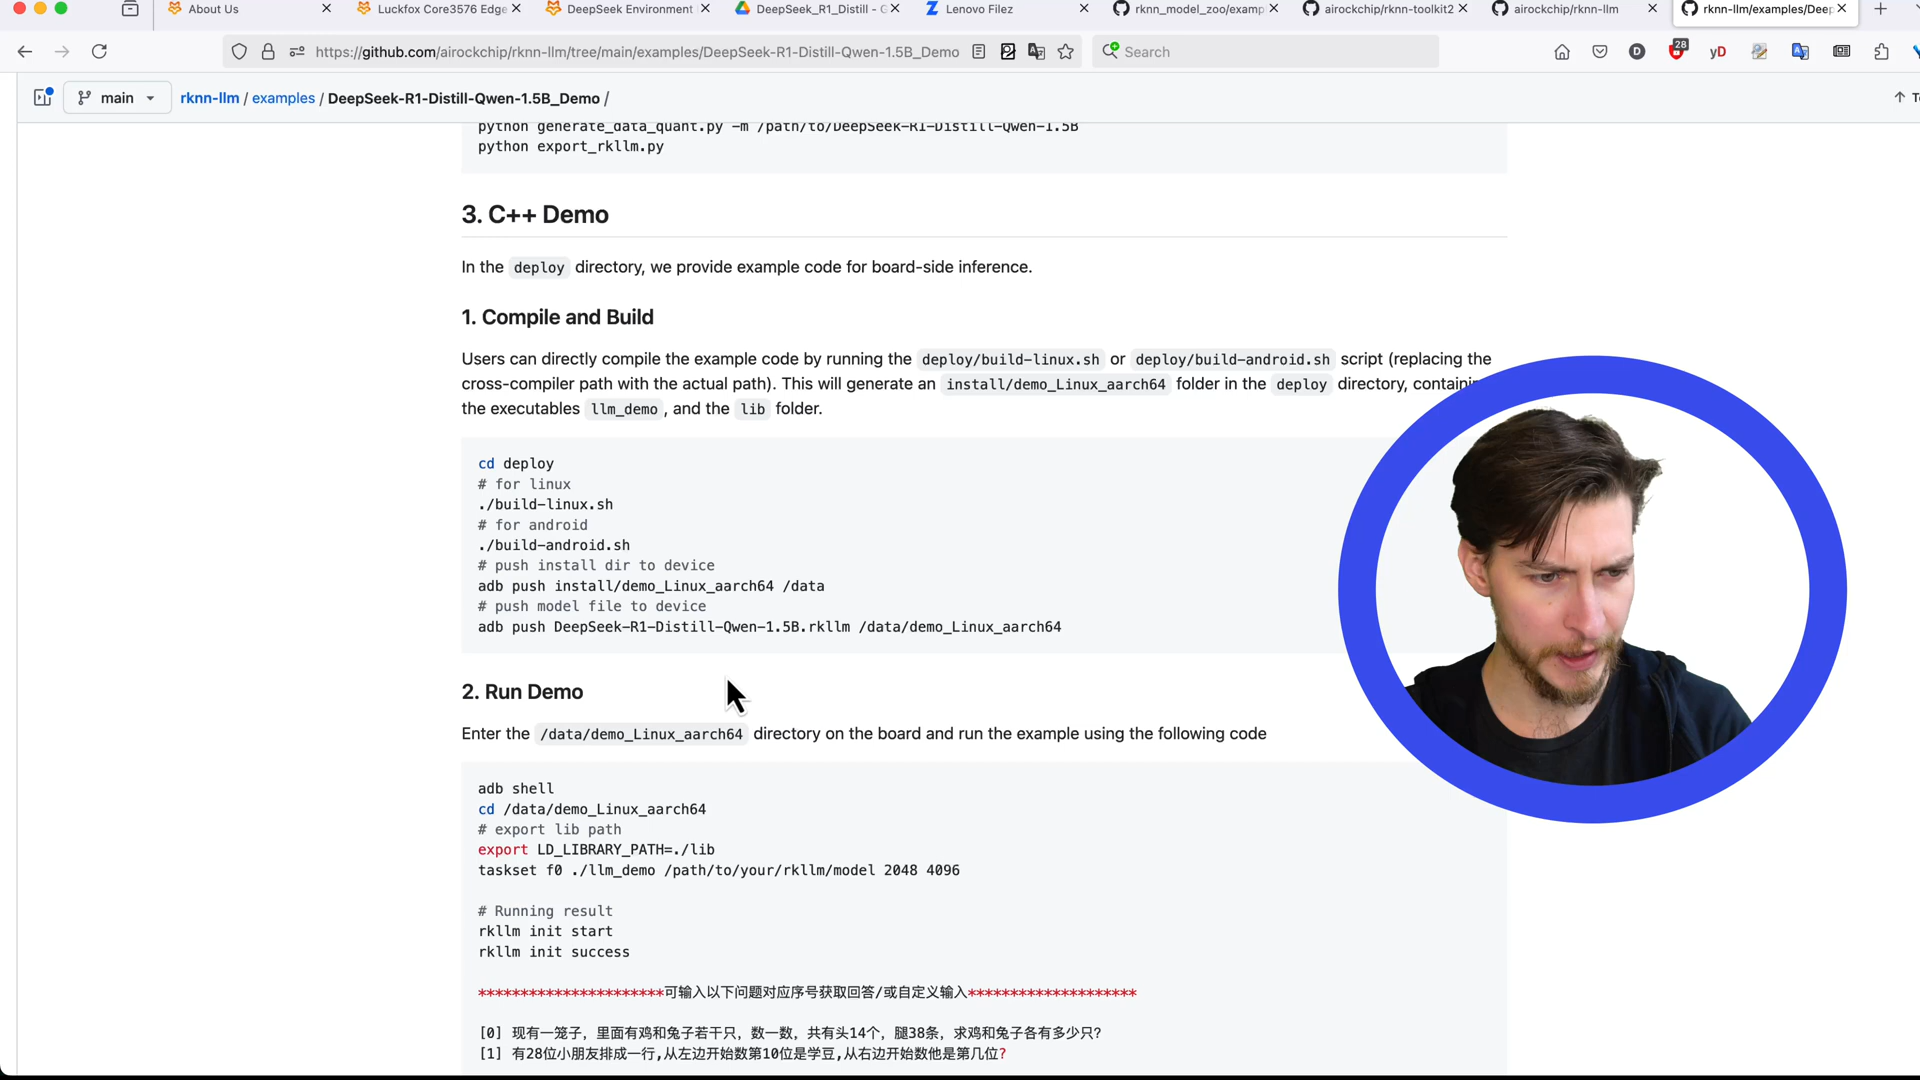 About Us
Luckfox Core3576 Edge
DeepSeek Environment
DeepSeek_R1_Distill - G
Lenovo Filez
rknn_model_zoo/examp
airockchip/rknn-toolkit2
airockchip/rknn-llm
rknn-llm/examples/Deep
https://github.com/airockchip/rknn-llm/tree/main/examples/DeepSeek-R1-Distill-Qwen-1.5B_Demo
Search
28
D
yD
main
rknn-llm / examples / DeepSeek-R1-Distill-Qwen-1.5B_Demo /
python generate_data_quant.py -m /path/to/DeepSeek-R1-Distill-Qwen-1.5B
python export_rkllm.py
3. C++ Demo
In the deploy directory, we provide example code for board-side inference.
1. Compile and Build
Users can directly compile the example code by running the deploy/build-linux.sh or deploy/build-android.sh script (replacing the
cross-compiler path with the actual path). This will generate an install/demo_Linux_aarch64 folder in the deploy directory, containin
the executables llm_demo , and the lib folder.
cd deploy
# for linux
./build-linux.sh
# for android
./build-android.sh
# push install dir to device
adb push install/demo_Linux_aarch64 /data
# push model file to device
adb push DeepSeek-R1-Distill-Qwen-1.5B.rkllm /data/demo_Linux_aarch64
2. Run Demo
Enter the /data/demo_Linux_aarch64 directory on the board and run the example using the following code
adb shell
cd /data/demo_Linux_aarch64
# export lib path
export LD_LIBRARY_PATH=./lib
taskset f0 ./llm_demo /path/to/your/rkllm/model 2048 4096
# Running result
rkllm init start
rkllm init success
**********************可输入以下问题对应序号获取回答/或自定义输入********************
[0] 现有一笼子，里面有鸡和兔子若干只，数一数，共有头14个，腿38条，求鸡和兔子各有多少只？
[1] 有28位小朋友排成一行,从左边开始数第10位是学豆,从右边开始数他是第几位?